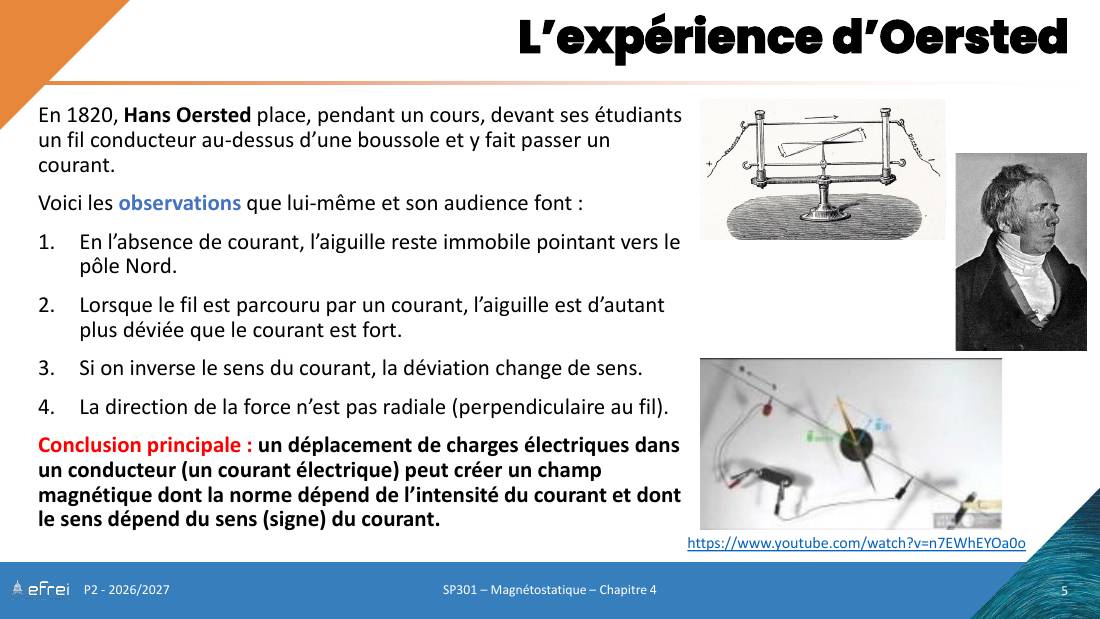 L’expérience d’Oersted
En 1820, Hans Oersted place, pendant un cours, devant ses étudiants
un fil conducteur au-dessus d’une boussole et y fait passer un
courant.
Voici les observations que lui-même et son audience font :
1. En l’absence de courant, l’aiguille reste immobile pointant vers le
pôle Nord.
2. Lorsque le fil est parcouru par un courant, l’aiguille est d’autant
plus déviée que le courant est fort.
3. Si on inverse le sens du courant, la déviation change de sens.
4. La direction de la force n’est pas radiale (perpendiculaire au fil).
Conclusion principale : un déplacement de charges électriques dans
un conducteur (un courant électrique) peut créer un champ
magnétique dont la norme dépend de l’intensité du courant et dont
le sens dépend du sens (signe) du courant.
+
-
https://www.youtube.com/watch?v=n7EWhEYOa0o
efrei
P2 - 2026/2027
SP301 – Magnétostatique – Chapitre 4
5